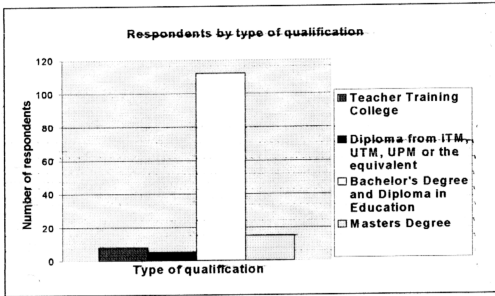 Respondents by type of qualification
120
100
80
60
40
20
0
Number of respondents
Type of qualification
Teacher Training
College
Diploma from ITM,
UTM, UPM or the
equivalent
Bachelor's Degree
and Diploma in
Education
Masters Degree